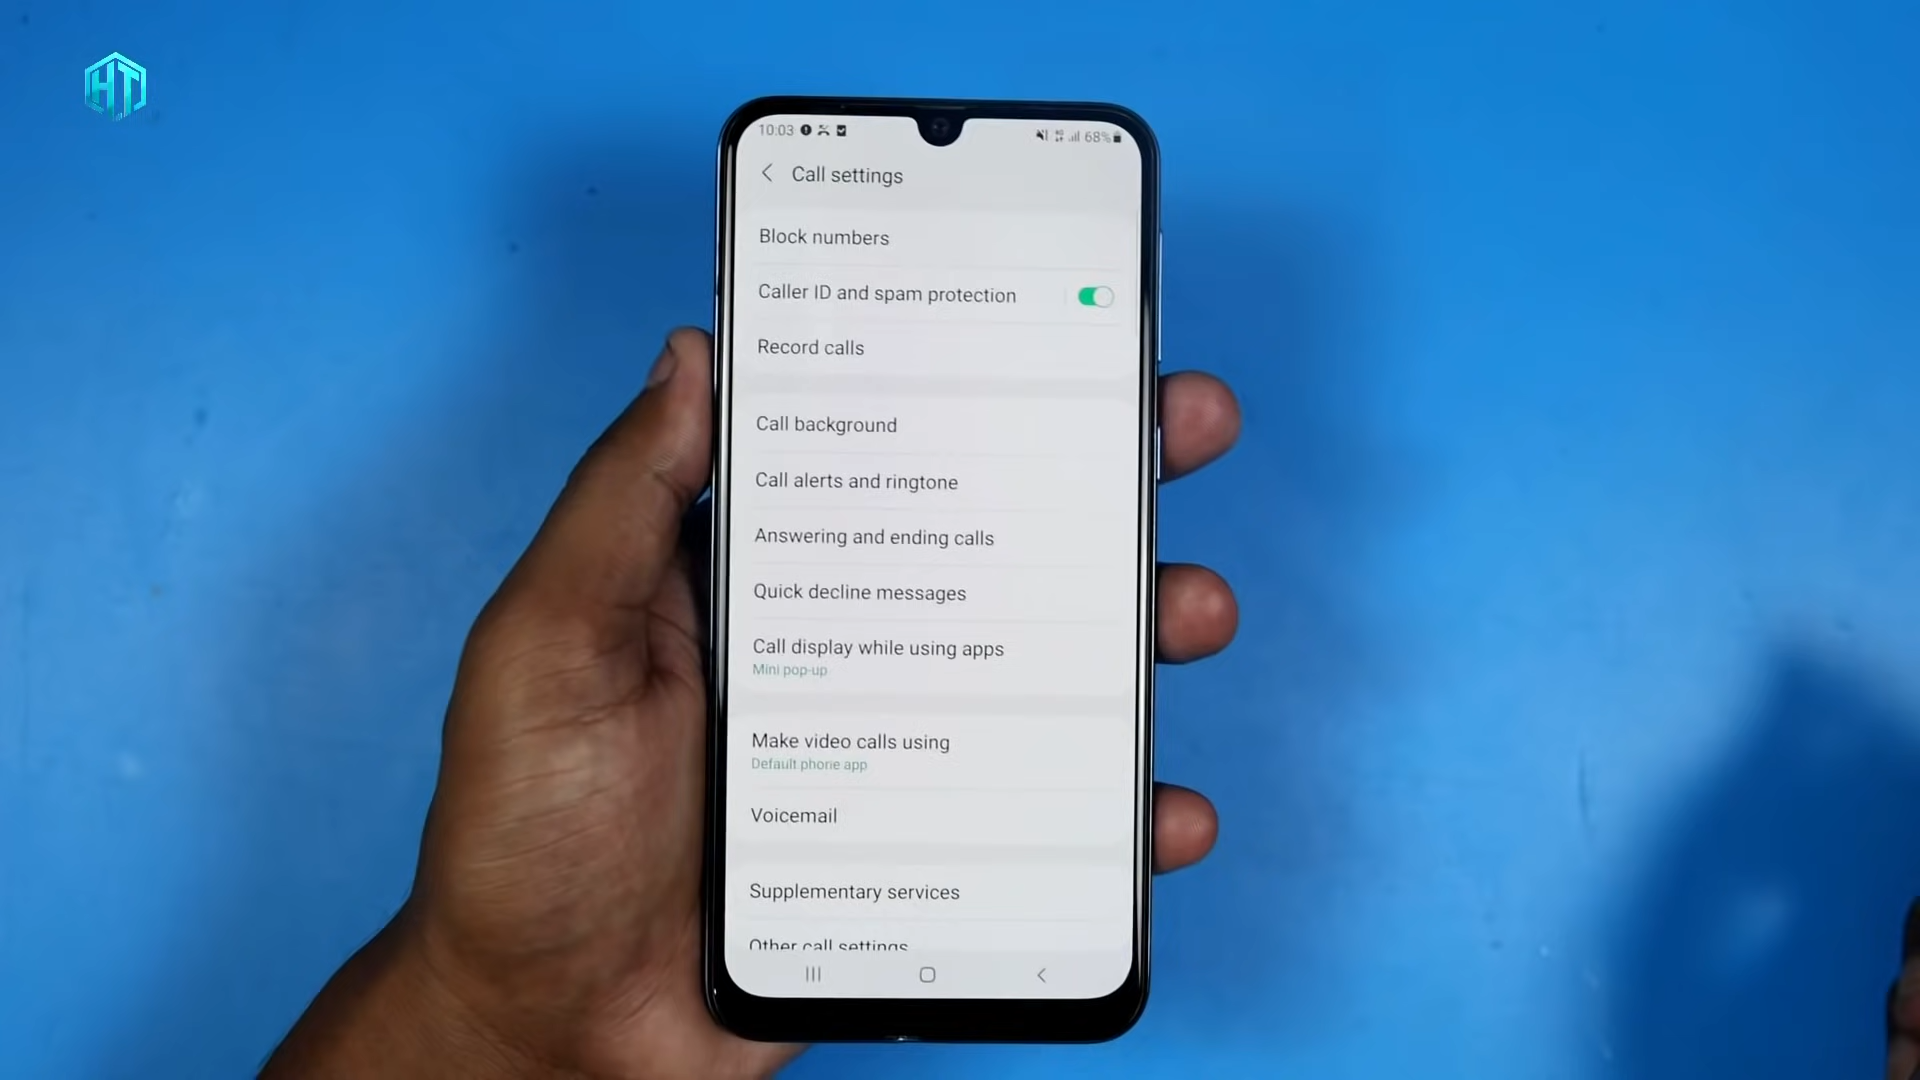 HT
10:03
68%
Call settings
Block numbers
Caller ID and spam protection
Record calls
Call background
Call alerts and ringtone
Answering and ending calls
Quick decline messages
Call display while using apps
Mini pop-up
Make video calls using
Default phone app
Voicemail
Supplementary services
Other call settings